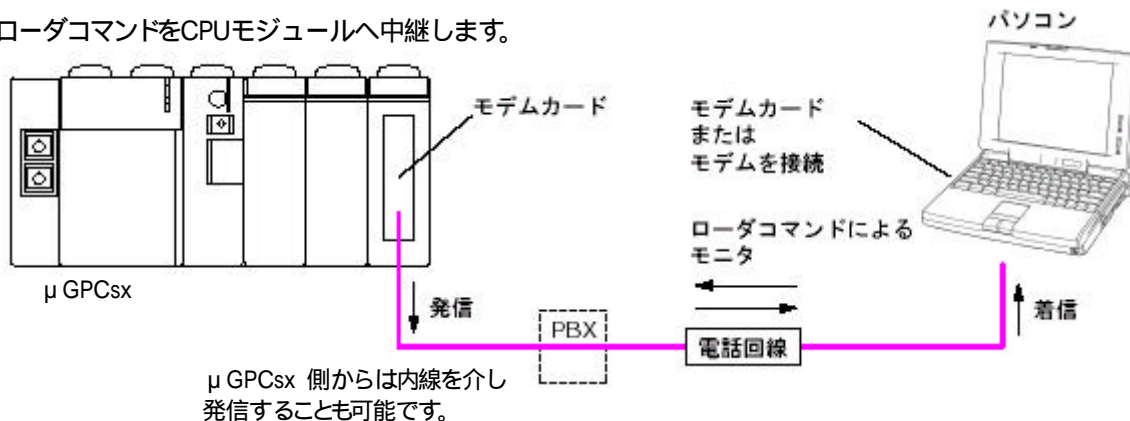 ローダコマンドをCPUモジュールへ中継します。
パソコン
モデムカード
モデムカード
または
モデムを接続
ローダコマンドによる
モニタ
μ GPCsx
発信
PBX
電話回線
着信
μ GPCsx 側からは内線を介し
発信することも可能です。